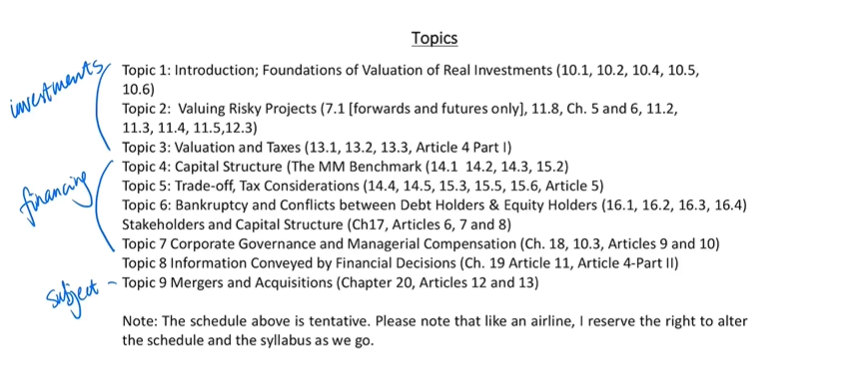 Topics
investments
Topic 1: Introduction; Foundations of Valuation of Real Investments (10.1, 10.2, 10.4, 10.5,
10.6)
Topic 2:  Valuing Risky Projects (7.1 [forwards and futures only], 11.8, Ch. 5 and 6, 11.2,
11.3, 11.4, 11.5,12.3)
Topic 3: Valuation and Taxes (13.1, 13.2, 13.3, Article 4 Part I)
financing
Topic 4: Capital Structure (The MM Benchmark (14.1  14.2, 14.3, 15.2)
Topic 5: Trade-off, Tax Considerations (14.4, 14.5, 15.3, 15.5, 15.6, Article 5)
Topic 6: Bankruptcy and Conflicts between Debt Holders & Equity Holders (16.1, 16.2, 16.3, 16.4)
Stakeholders and Capital Structure (Ch17, Articles 6, 7 and 8)
Topic 7 Corporate Governance and Managerial Compensation (Ch. 18, 10.3, Articles 9 and 10)
Topic 8 Information Conveyed by Financial Decisions (Ch. 19 Article 11, Article 4-Part II)
subject
Topic 9 Mergers and Acquisitions (Chapter 20, Articles 12 and 13)
Note: The schedule above is tentative. Please note that like an airline, I reserve the right to alter
the schedule and the syllabus as we go.